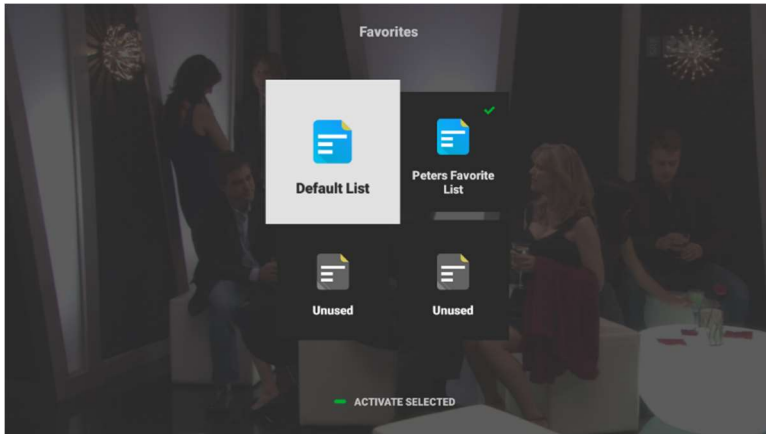 Favorites
Default List
Peters Favorite
List
Unused
Unused
ACTIVATE SELECTED